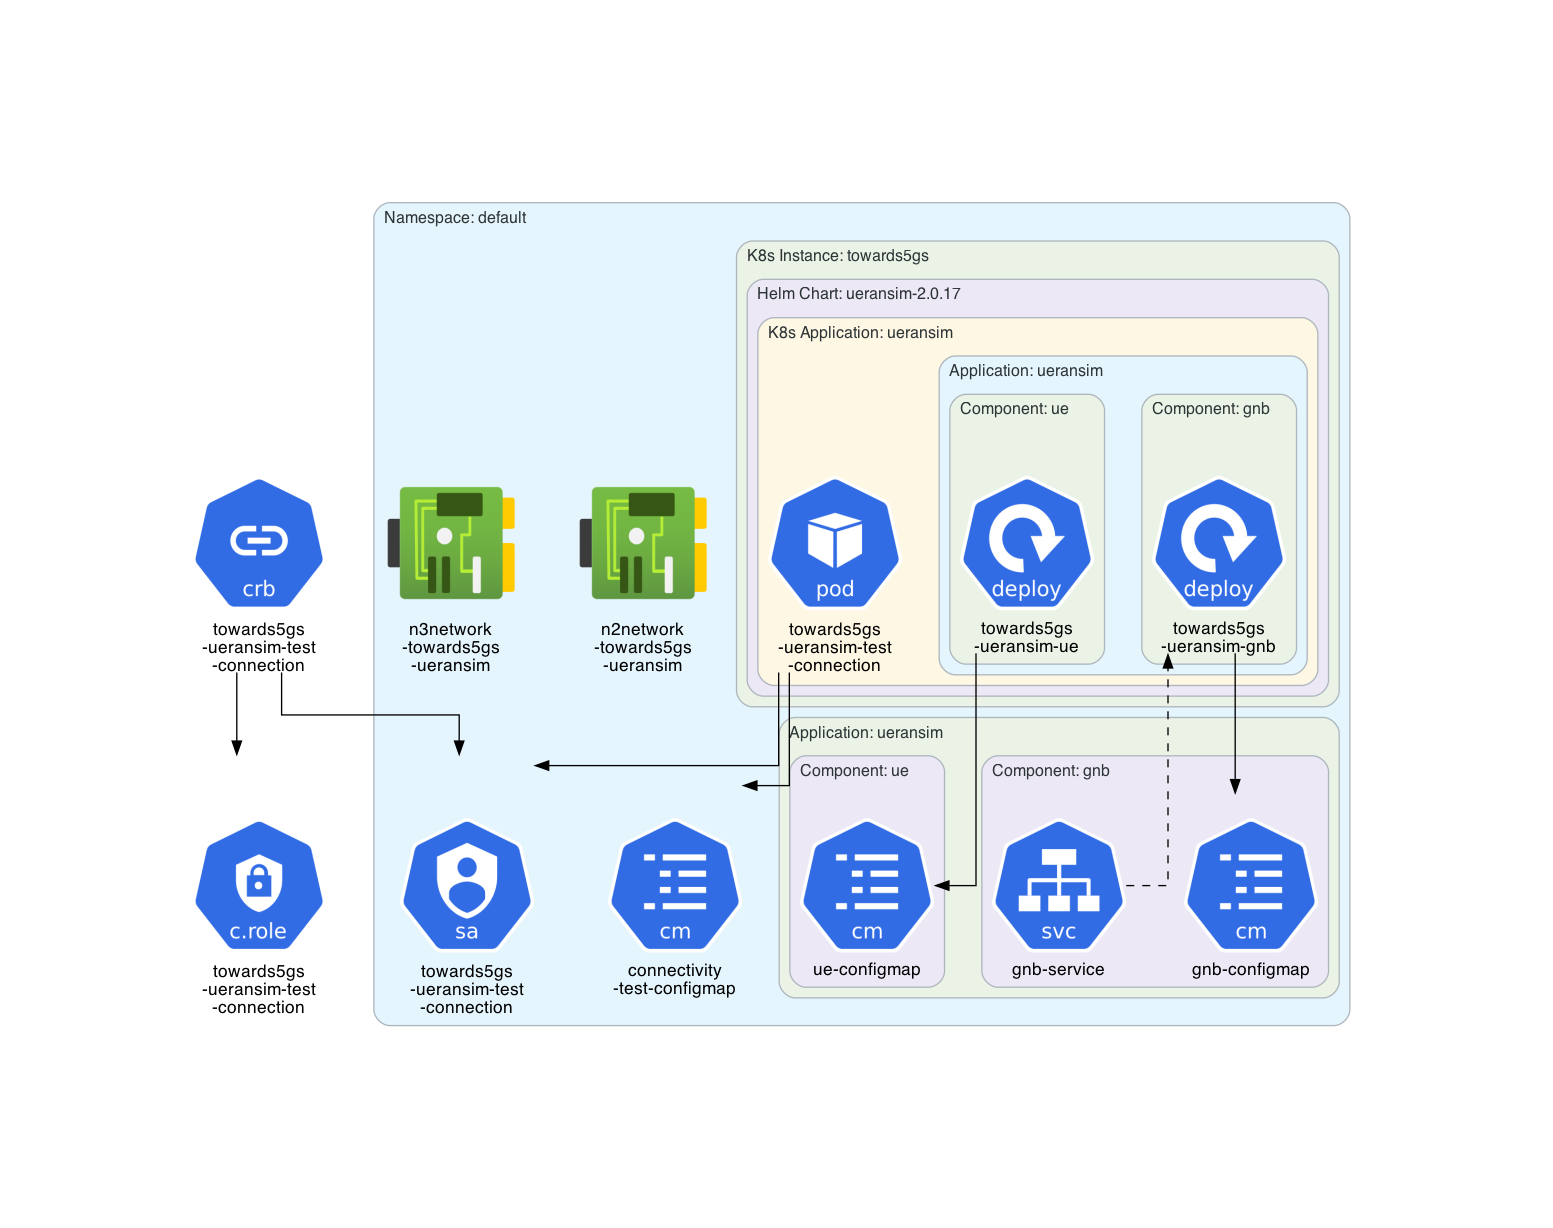 Namespace: default
K8s Instance: towards5gs
Helm Chart: ueransim-2.0.17
K8s Application: ueransim
Application: ueransim
Component: ue
Component: gnb
crb
towards5gs
-ueransim-test
-connection
n3network
-towards5gs
-ueransim
n2network
-towards5gs
-ueransim
pod
towards5gs
-ueransim-test
-connection
deploy
towards5gs
-ueransim-ue
deploy
towards5gs
-ueransim-gnb
Application: ueransim
Component: ue
Component: gnb
c.role
towards5gs
-ueransim-test
-connection
sa
towards5gs
-ueransim-test
-connection
cm
connectivity
-test-configmap
cm
ue-configmap
svc
gnb-service
cm
gnb-configmap